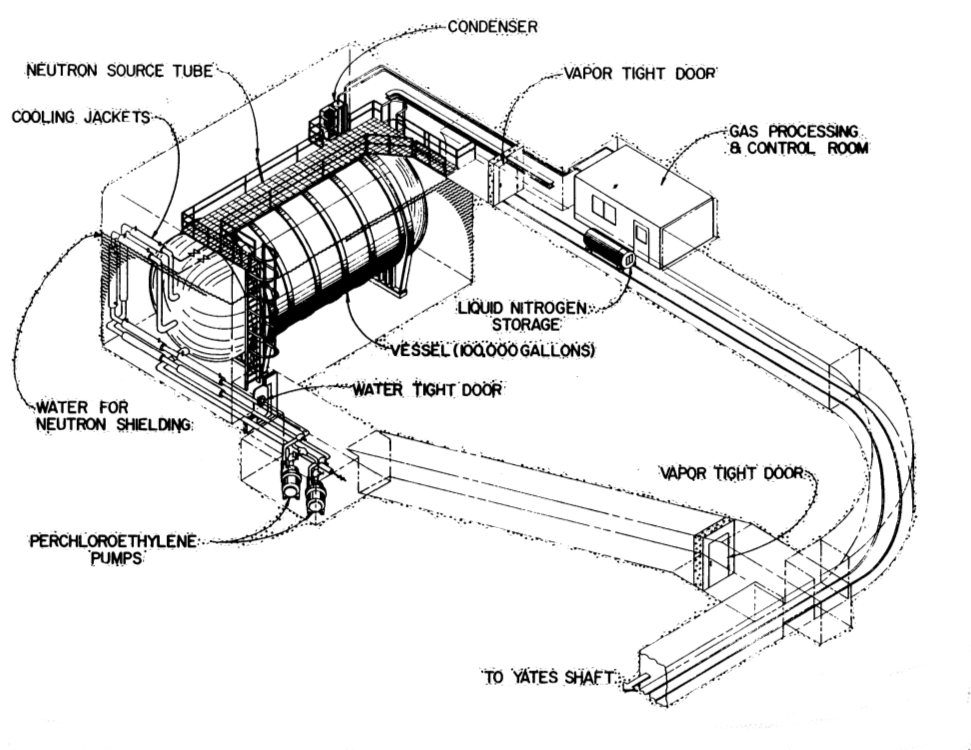 CONDENSER
NEUTRON SOURCE TUBE
VAPOR TIGHT DOOR
COOLING JACKETS
GAS PROCESSING
& CONTROL ROOM
LIQUID NITROGEN
STORAGE
VESSEL (100,000 GALLONS)
WATER TIGHT DOOR
WATER FOR
NEUTRON SHIELDING
VAPOR TIGHT DOOR
PERCHLOROETHYLENE
PUMPS
TO YATES SHAFT